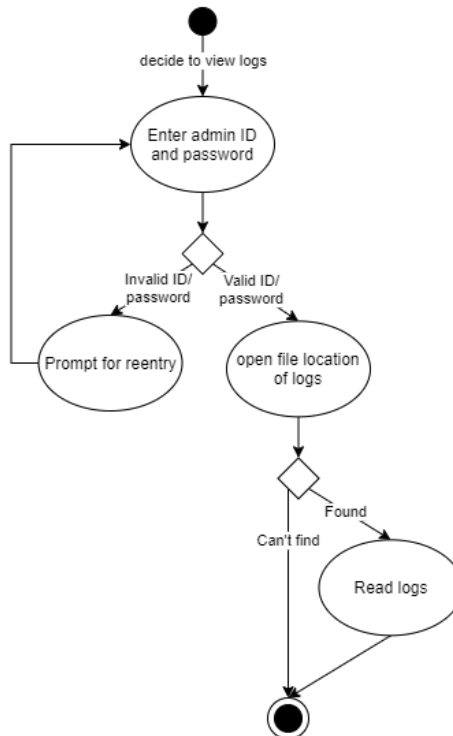 decide to view logs
Enter admin ID
and password
Invalid ID/
password
Valid ID/
password
Prompt for reentry
open file location
of logs
Found
Can't find
Read logs